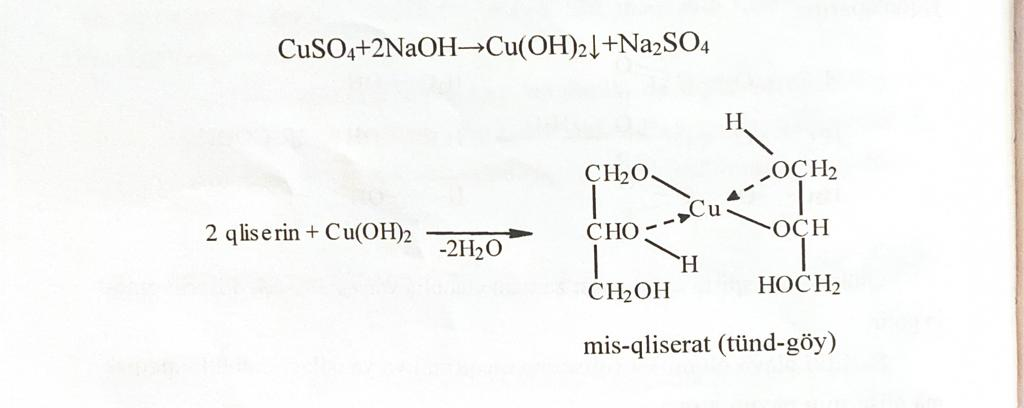 CuSO₄+2NaOH→Cu(OH)₂↓+Na₂SO₄
H
CH₂O OCH₂
Cu
2 qliserin + Cu(OH)₂ -2H₂O CHO OCH
H
CH₂OH HOCH₂
mis-qliserat (tünd-göy)